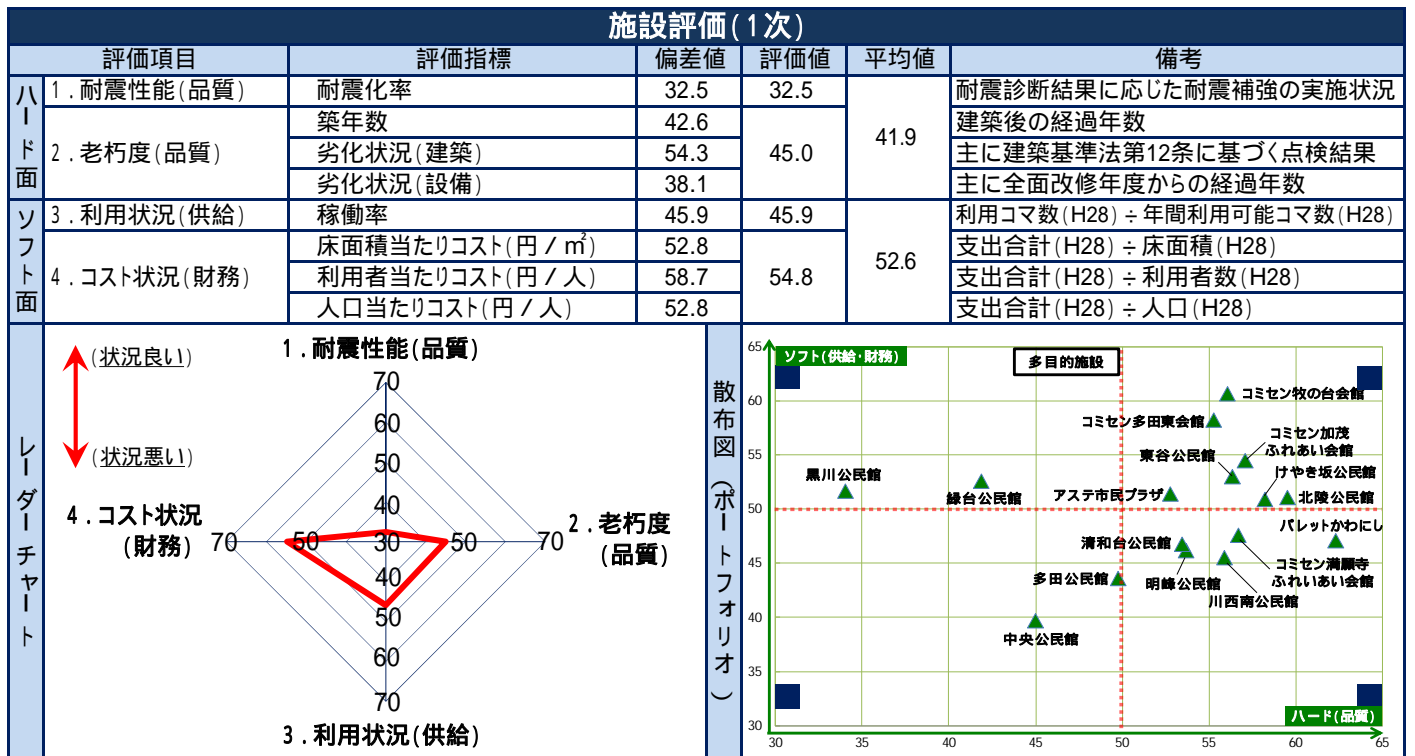 施設評価(1次)
評価項目 評価指標 偏差値 評価値 平均値 備考
ハード面
1.耐震性能(品質) 耐震化率 32.5 32.5 41.9 耐震診断結果に応じた耐震補強の実施状況
2.老朽度(品質) 築年数 42.6 45.0 建築後の経過年数
劣化状況(建築) 54.3 主に建築基準法第12条に基づく点検結果
劣化状況(設備) 38.1 主に全面改修年度からの経過年数
ソフト面
3.利用状況(供給) 稼働率 45.9 45.9 52.6 利用コマ数(H28)÷年間利用可能コマ数(H28)
4.コスト状況(財務) 床面積当たりコスト(円/㎡) 52.8 54.8 支出合計(H28)÷床面積(H28)
利用者当たりコスト(円/人) 58.7 支出合計(H28)÷利用者数(H28)
人口当たりコスト(円/人) 52.8 支出合計(H28)÷人口(H28)
レーダーチャート
(状況良い)
(状況悪い)
1.耐震性能(品質)
70
60
50
40
30
2.老朽度
(品質)
50
70
4.コスト状況
(財務)
70
50
40
50
60
70
3.利用状況(供給)
散布図(ポートフォリオ)
ソフト(供給・財務)
多目的施設
65
60
55
50
45
40
35
30
コミセン牧の台会館
コミセン多田東会館
コミセン加茂
ふれあい会館
東谷公民館
けやき坂公民館
黒川公民館
緑台公民館
アステ市民プラザ
北陵公民館
パレットかわにし
清和台公民館
コミセン満願寺
ふれいあい会館
多田公民館
明峰公民館
川西南公民館
中央公民館
ハード(品質)
30 35 40 45 50 55 60 65